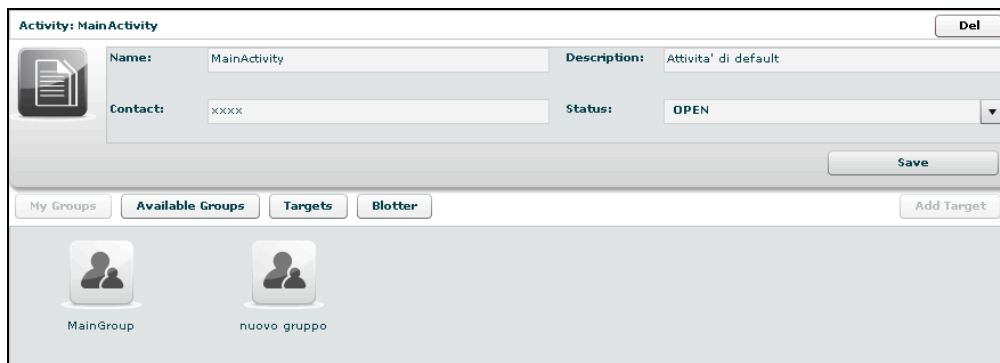 Activity: MainActivity
Del
Name: MainActivity Description: Attivita' di default
Contact: xxxx Status: OPEN
Save
My Groups Available Groups Targets Blotter Add Target
MainGroup nuovo gruppo